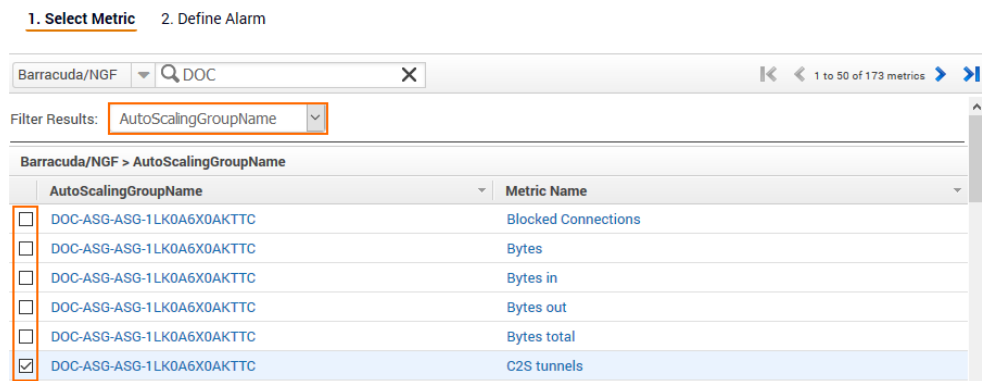 1. Select Metric 2. Define Alarm
Barracuda/NGF DOC 1 to 50 of 173 metrics
Filter Results: AutoScalingGroupName
Barracuda/NGF > AutoScalingGroupName
AutoScalingGroupName Metric Name
DOC-ASG-ASG-1LK0A6X0AKTTC Blocked Connections
DOC-ASG-ASG-1LK0A6X0AKTTC Bytes
DOC-ASG-ASG-1LK0A6X0AKTTC Bytes in
DOC-ASG-ASG-1LK0A6X0AKTTC Bytes out
DOC-ASG-ASG-1LK0A6X0AKTTC Bytes total
DOC-ASG-ASG-1LK0A6X0AKTTC C2S tunnels